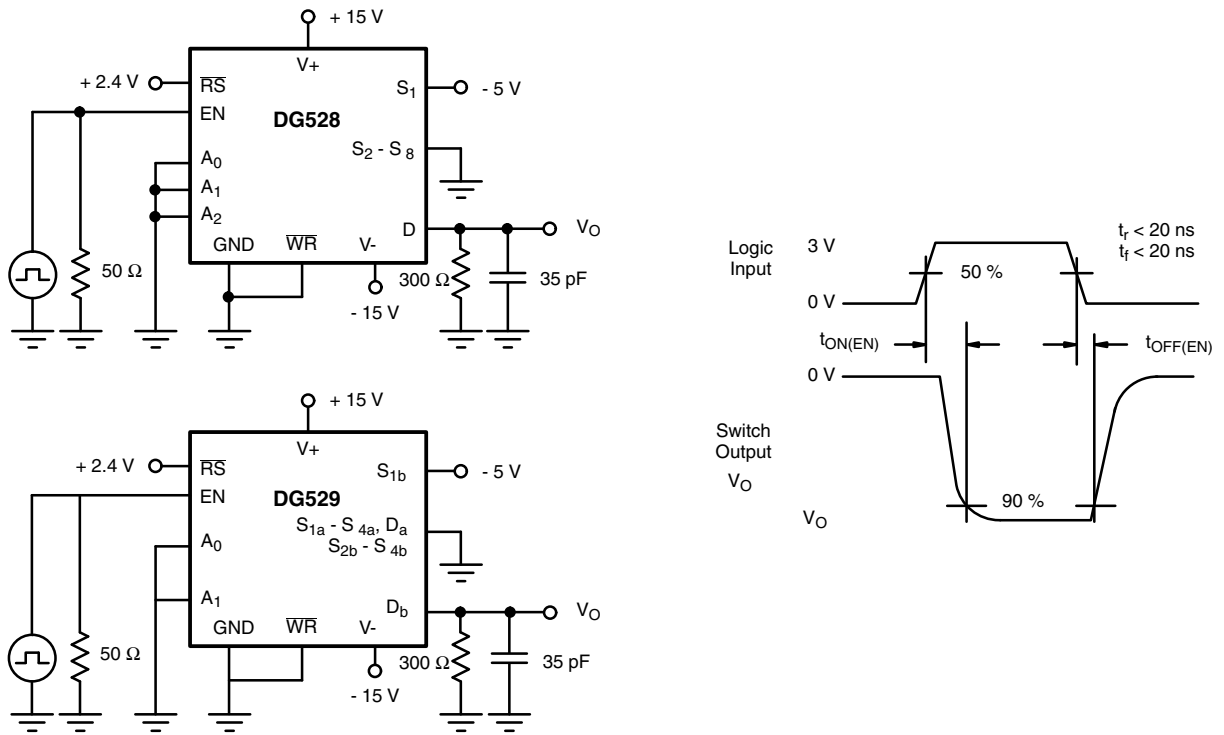 + 15 V
V+
+ 2.4 V
RS
S1
- 5 V
EN
DG528
S2 - S 8
A0
A1
A2
D
VO
GND
WR
V-
50 Ω
300 Ω
35 pF
- 15 V
+ 15 V
V+
+ 2.4 V
RS
S1b
- 5 V
EN
DG529
S1a - S 4a, Da
S2b - S 4b
A0
A1
Db
VO
GND
WR
V-
50 Ω
300 Ω
35 pF
- 15 V
Logic
Input
3 V
50 %
0 V
tr < 20 ns
tf < 20 ns
tON(EN)
tOFF(EN)
0 V
Switch
Output
VO
VO
90 %